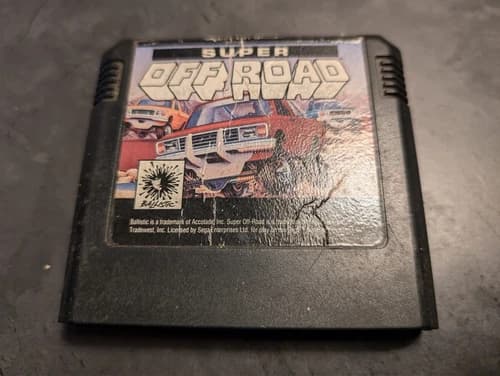 SUPER
OFF ROAD
BALLISTIC
Ballistic is a trademark of Accolade, Inc. Super Off-Road is a
Tradewest, Inc. Licensed by Sega Enterprises Ltd. for play on